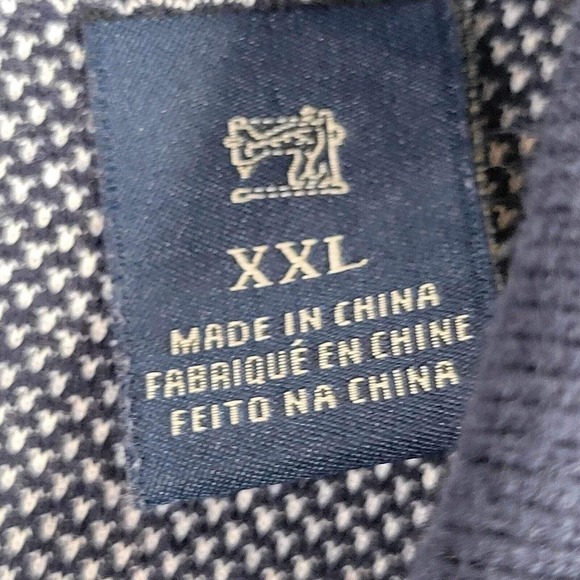 XXL
MADE IN CHINA
FABRIQUÉ EN CHINE
FEITO NA CHINA